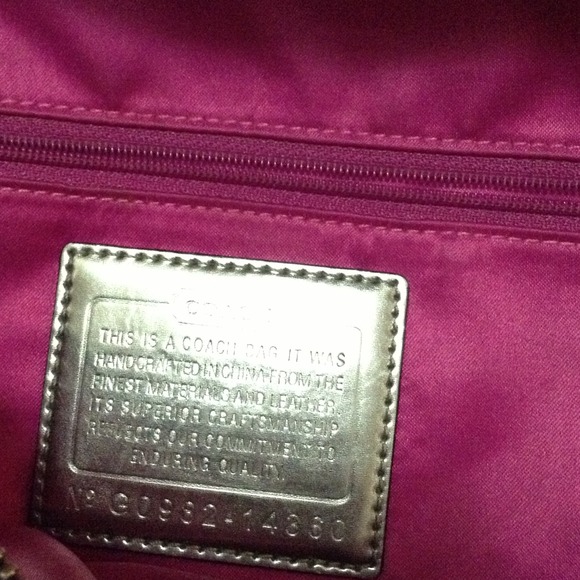 COACH
THIS IS A COACH BAG IT WAS
HANDCRAFTED IN CHINA FROM THE
FINEST MATERIALS AND LEATHER.
ITS SUPERIOR CRAFTSMANSHIP
REFLECTS OUR COMMITMENT TO
ENDURING QUALITY.
Nº G0982-14860